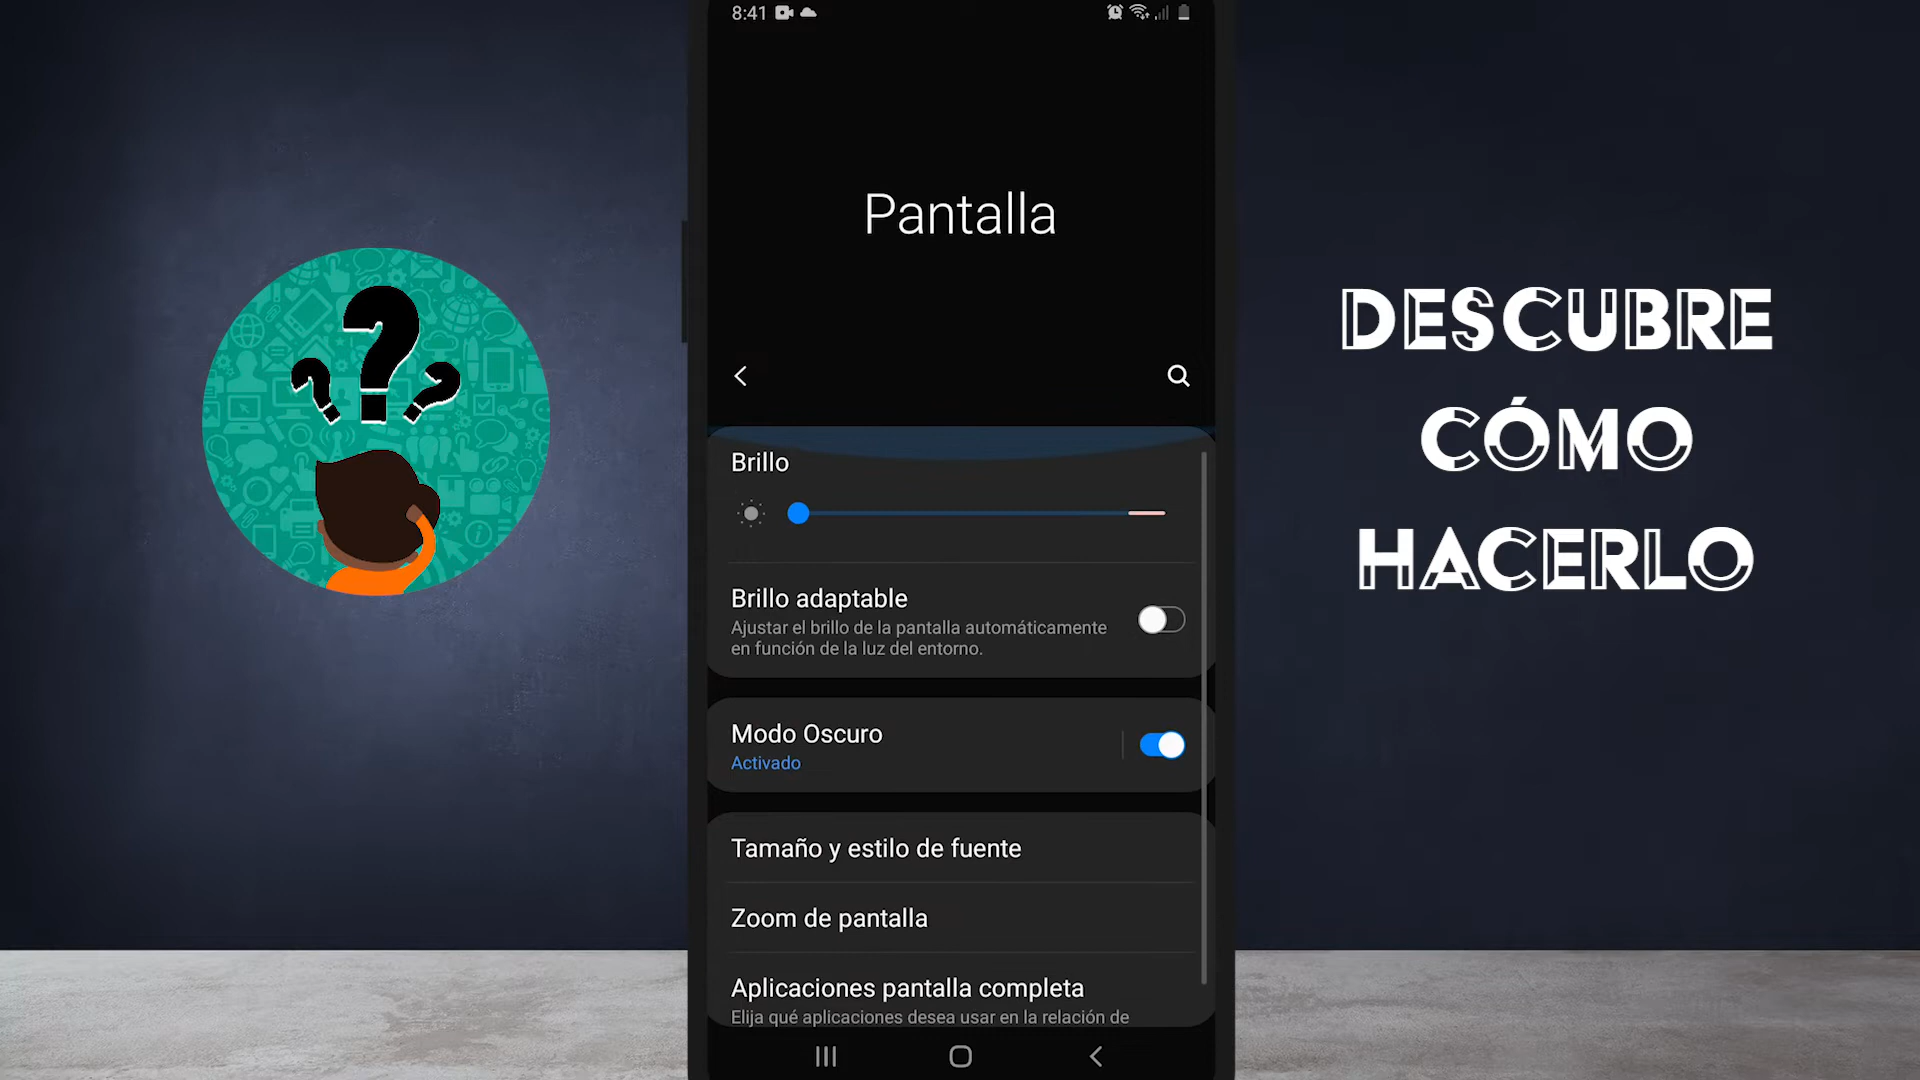 8:41
Pantalla
Brillo
Brillo adaptable
Ajustar el brillo de la pantalla automáticamente
en función de la luz del entorno.
Modo Oscuro
Activado
Tamaño y estilo de fuente
Zoom de pantalla
Aplicaciones pantalla completa
Elija qué aplicaciones desea usar en la relación de
DESCUBRE
CÓMO
HACERLO